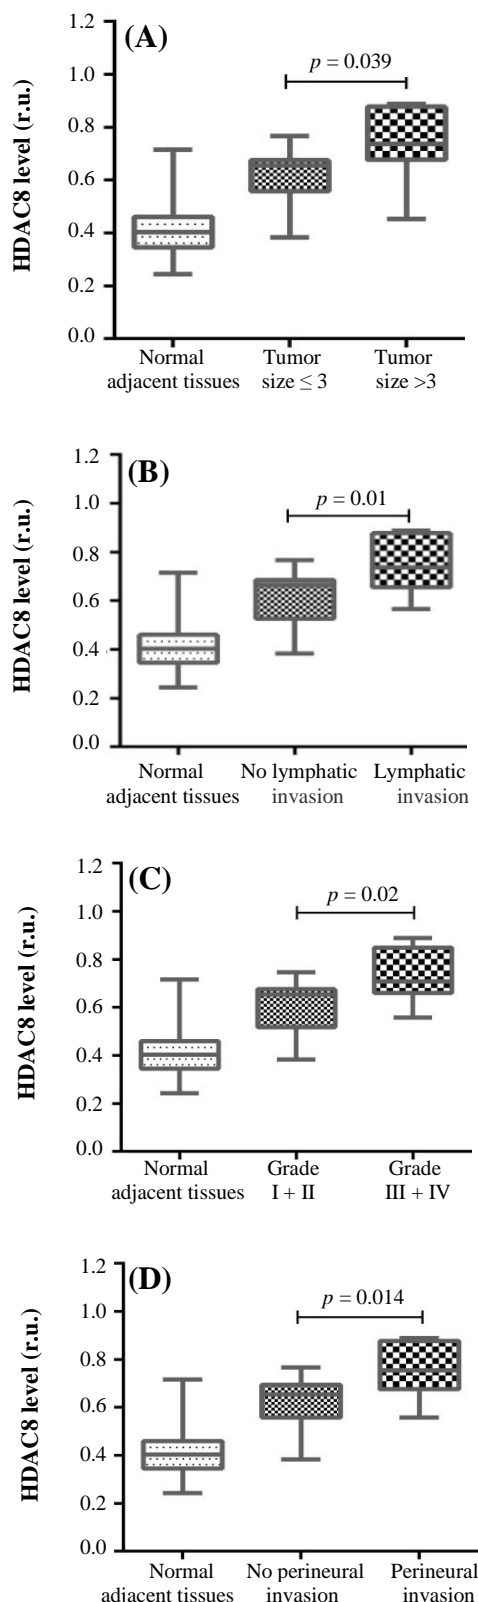 (A)
HDAC8 level (r.u.)
1.2
1.0
0.8
0.6
0.4
0.2
0.0
p = 0.039
Normal
adjacent tissues
Tumor
size ≤ 3
Tumor
size >3
(B)
HDAC8 level (r.u.)
1.2
1.0
0.8
0.6
0.4
0.2
0.0
p = 0.01
Normal
adjacent tissues
No lymphatic
invasion
Lymphatic
invasion
(C)
HDAC8 level (r.u.)
1.2
1.0
0.8
0.6
0.4
0.2
0.0
p = 0.02
Normal
adjacent tissues
Grade
I + II
Grade
III + IV
(D)
HDAC8 level (r.u.)
1.2
1.0
0.8
0.6
0.4
0.2
0.0
p = 0.014
Normal
adjacent tissues
No perineural
invasion
Perineural
invasion